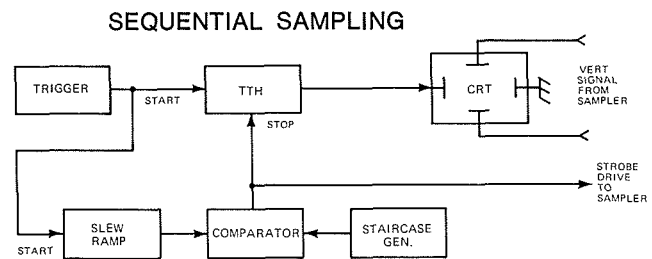 SEQUENTIAL SAMPLING
TRIGGER
START
TTH
CRT
VERT
SIGNAL
FROM
SAMPLER
STOP
STROBE
DRIVE
TO
SAMPLER
START
SLEW
RAMP
COMPARATOR
STAIRCASE
GEN.